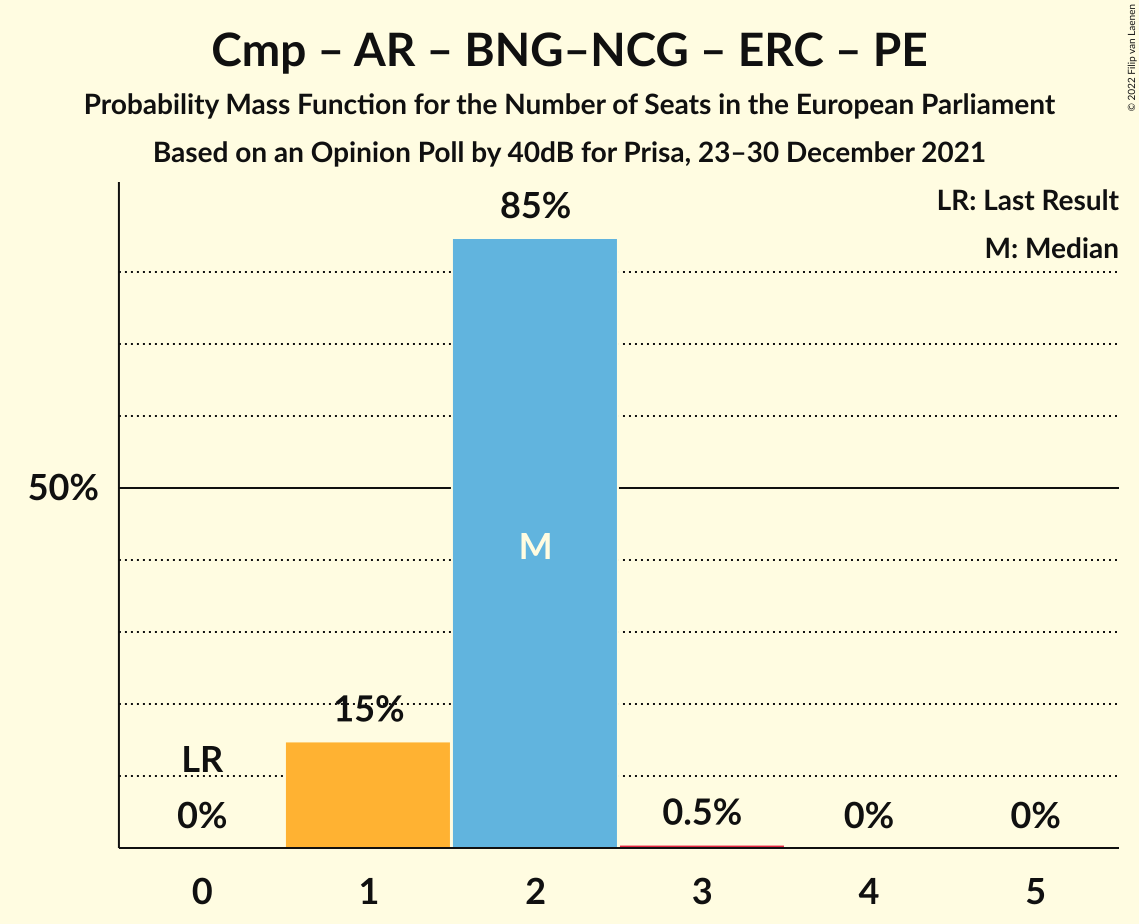 Cmp – AR – BNG–NCG – ERC – PE
Probability Mass Function for the Number of Seats in the European Parliament
Based on an Opinion Poll by 40dB for Prisa, 23–30 December 2021
© 2022 Filip van Laenen
LR: Last Result
M: Median
85%
50%
M
15%
LR
0%
0.5%
0%
0%
0 1 2 3 4 5